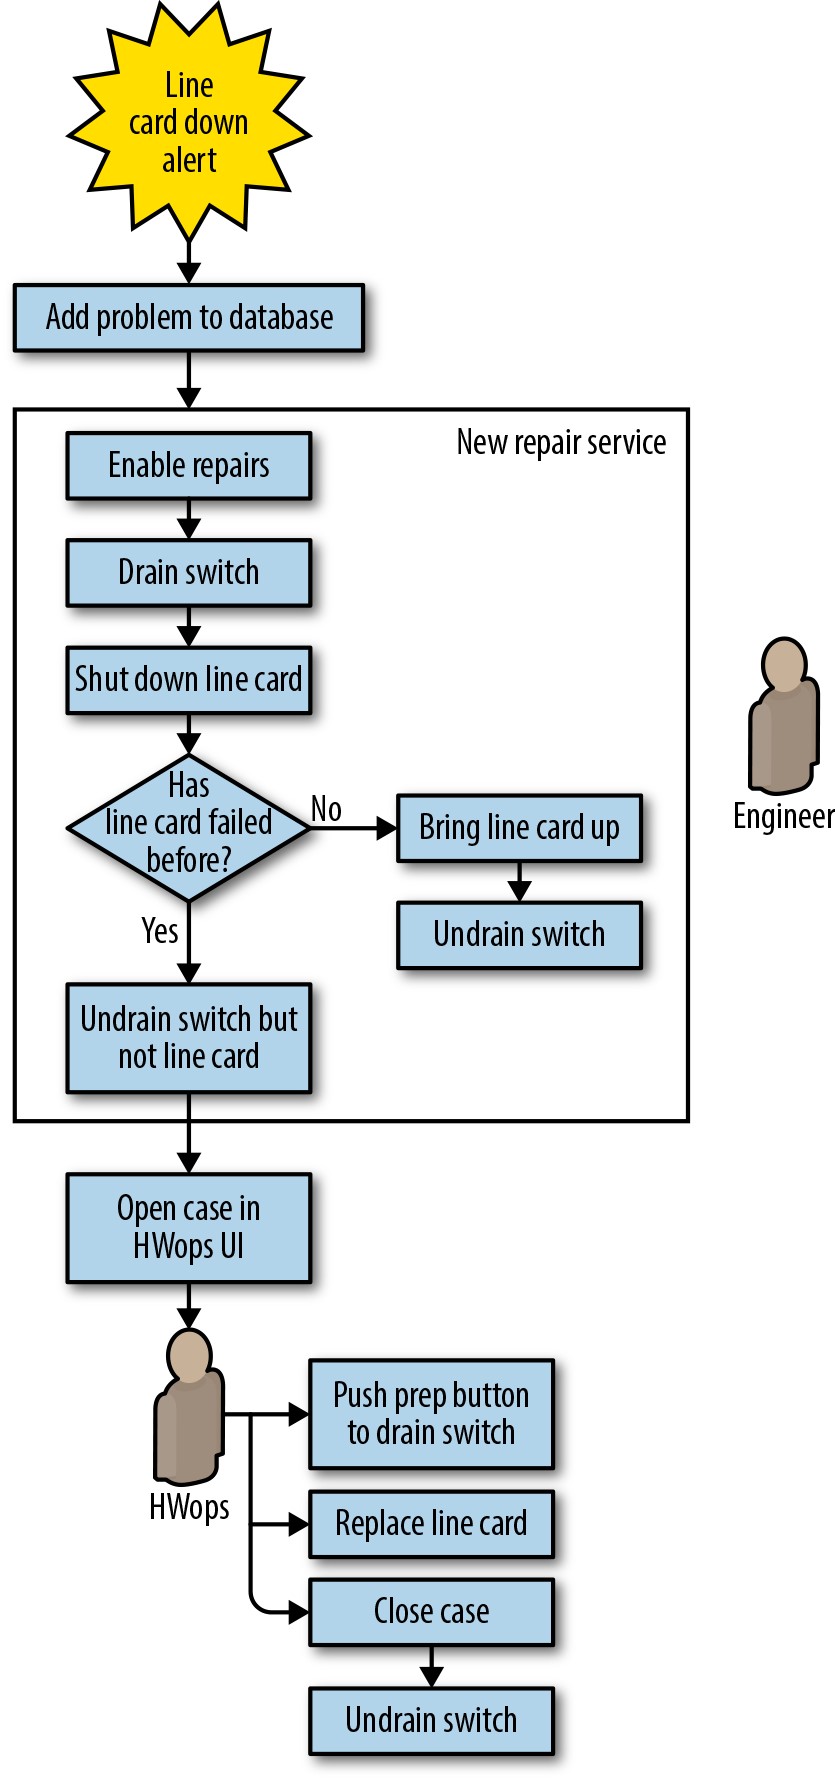 Line
card down
alert
Add problem to database
New repair service
Enable repairs
Drain switch
Shut down line card
Has
line card failed
before?
No
Bring line card up
Engineer
Undrain switch
Yes
Undrain switch but
not line card
Open case in
HWops UI
HWops
Push prep button
to drain switch
Replace line card
Close case
Undrain switch